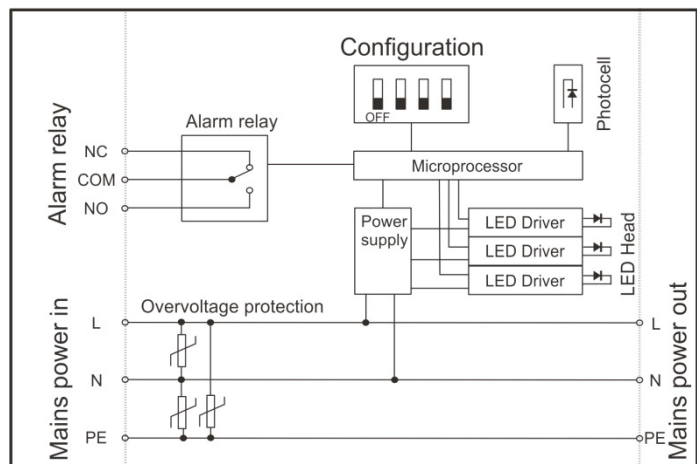 Configuration
OFF
Photocell
Alarm relay
Alarm relay
NC
COM
NO
Microprocessor
Power
supply
LED Driver
LED Driver
LED Driver
LED Head
Mains power in
Overvoltage protection
L
N
PE
L
N
PE
Mains power out